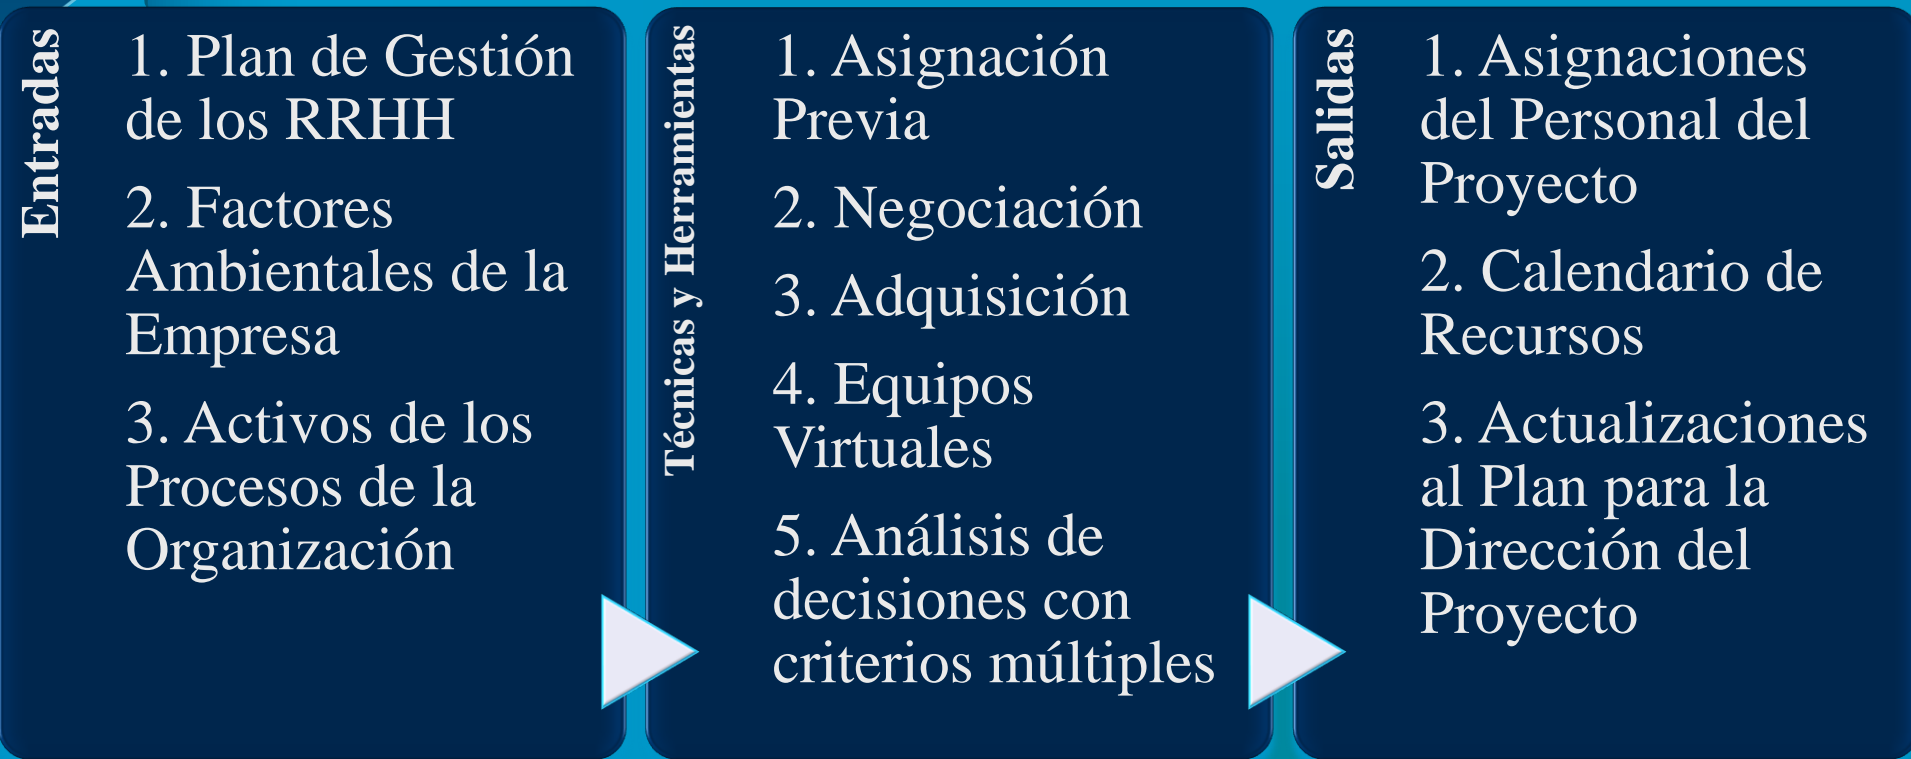 Entradas
1. Plan de Gestión
de los RRHH
2. Factores
Ambientales de la
Empresa
3. Activos de los
Procesos de la
Organización
Técnicas y Herramientas
1. Asignación
Previa
2. Negociación
3. Adquisición
4. Equipos
Virtuales
5. Análisis de
decisiones con
criterios múltiples
Salidas
1. Asignaciones
del Personal del
Proyecto
2. Calendario de
Recursos
3. Actualizaciones
al Plan para la
Dirección del
Proyecto